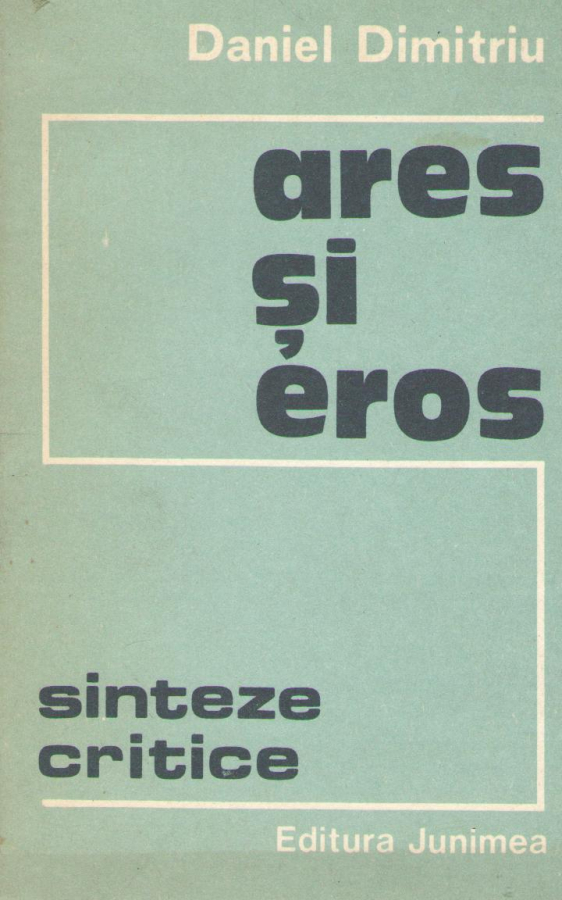 Daniel Dimitriu
ares
și
eros
sinteze
critice
Editura Junimea